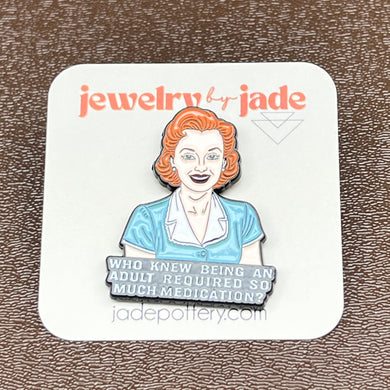 jewelry by jade
WHO KNEW BEING AN
ADULT REQUIRED SO
MUCH MEDICATION?
jadepottery.com